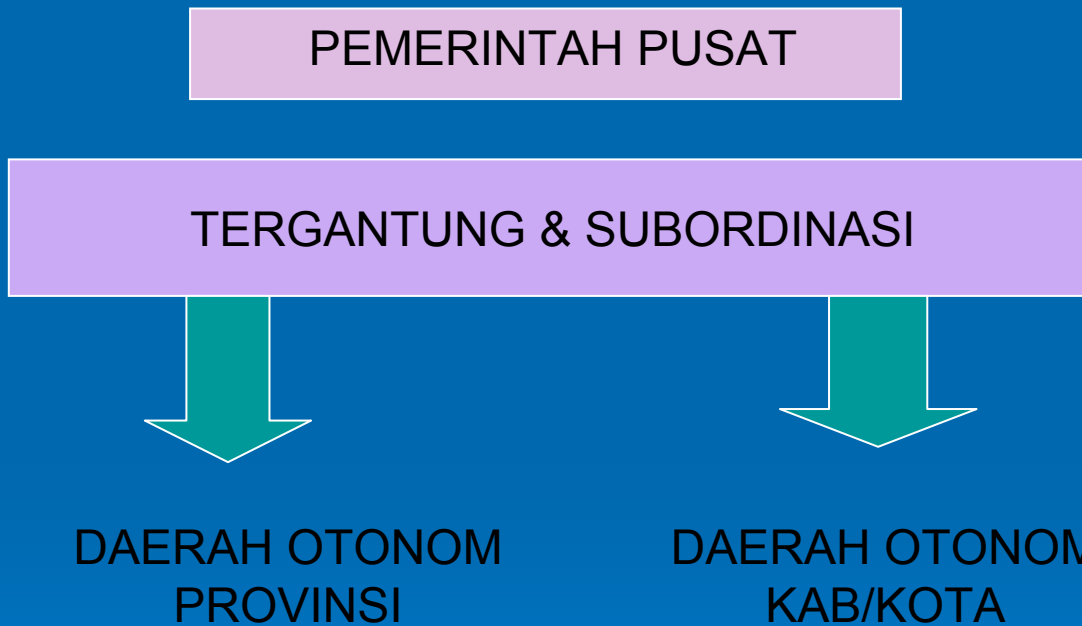 PEMERINTAH PUSAT
TERGANTUNG & SUBORDINASI
DAERAH OTONOM
PROVINSI
DAERAH OTONOM
KAB/KOTA